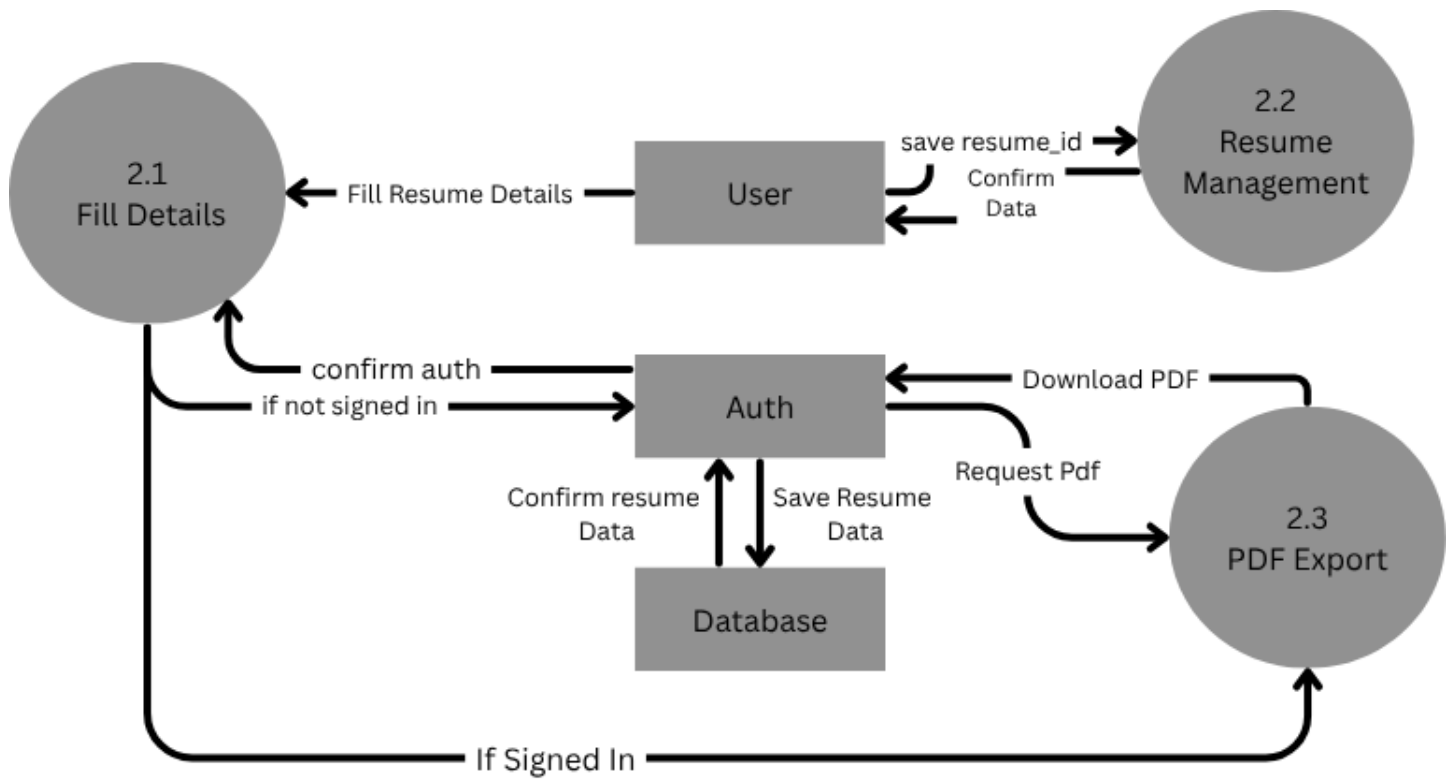 2.1
Fill Details
Fill Resume Details
User
save resume_id
Confirm
Data
2.2
Resume
Management
confirm auth
if not signed in
Auth
Download PDF
Request Pdf
Confirm resume
Data
Save Resume
Data
2.3
PDF Export
Database
If Signed In